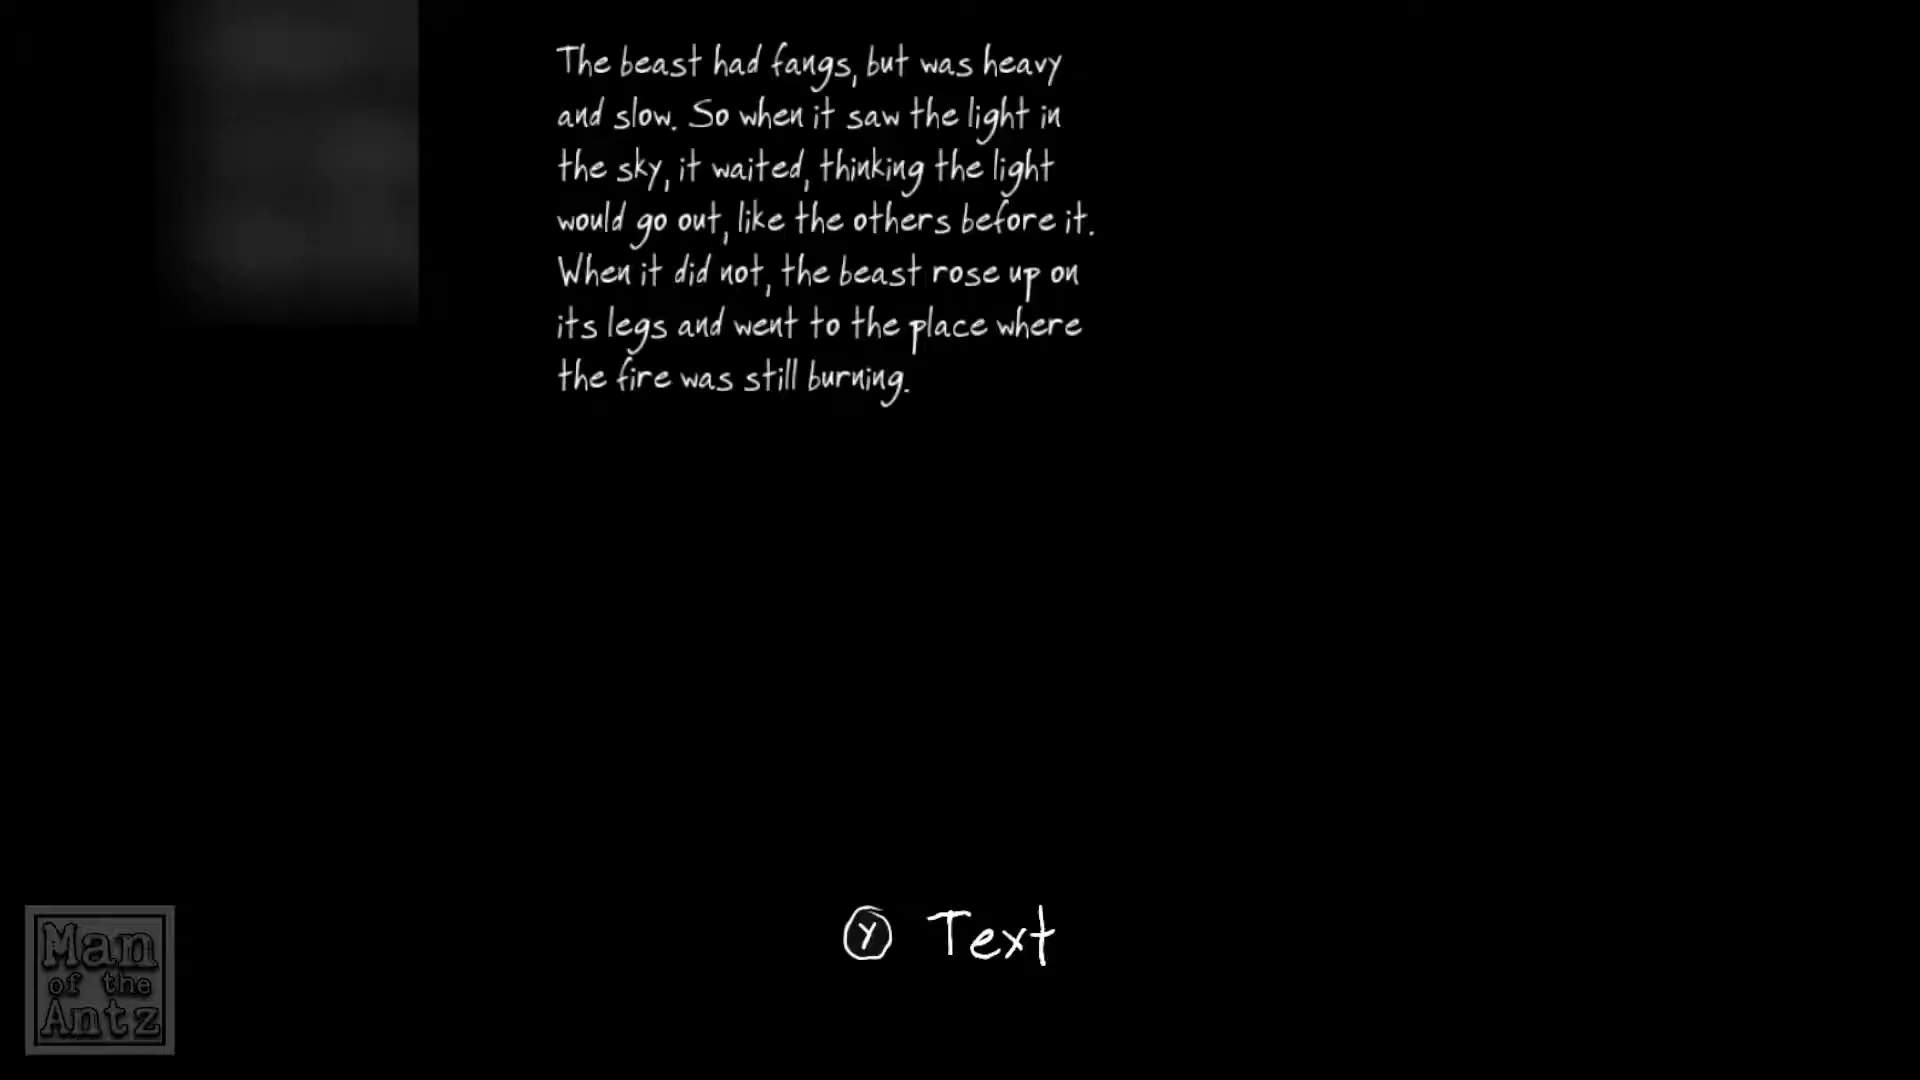 The beast had fangs, but was heavy
and slow. So when it saw the light in
the sky, it waited, thinking the light
would go out, like the others before it.
When it did not, the beast rose up on
its legs and went to the place where
the fire was still burning.
Y Text
Man
of the
Antz